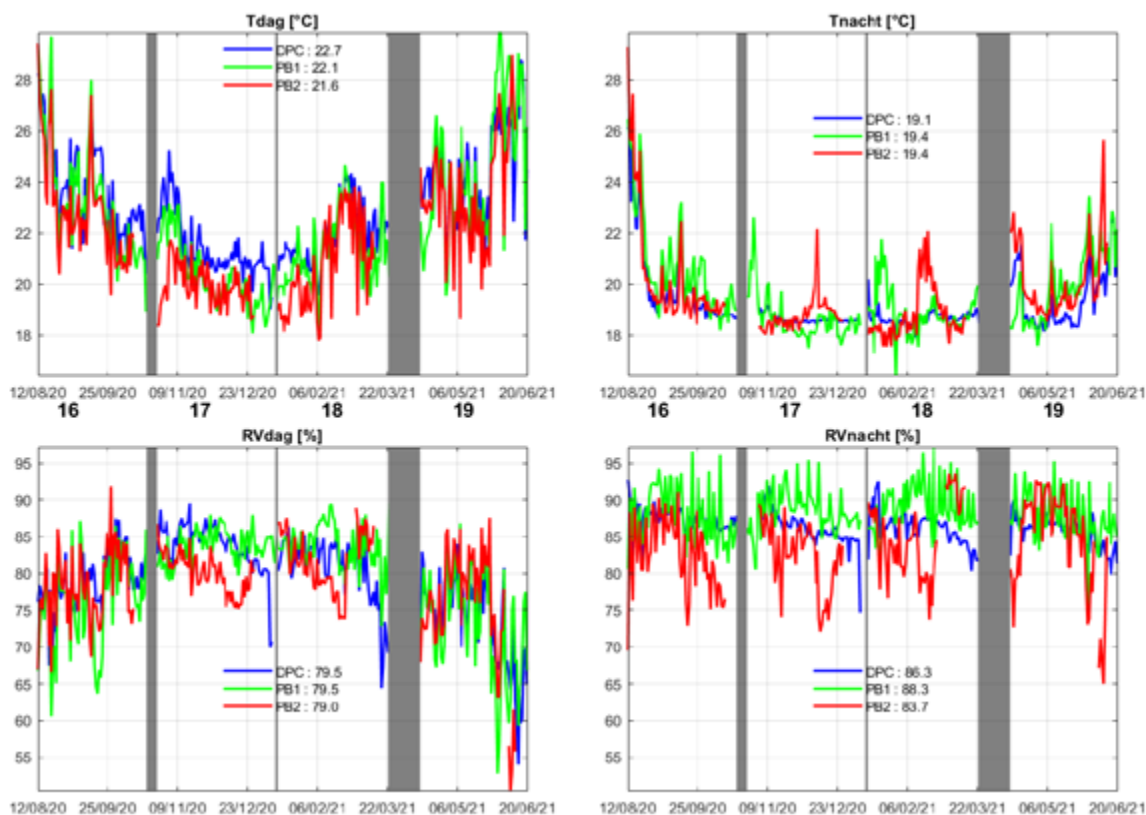 Tdag [°C]
DPC : 22.7
PB1 : 22.1
PB2 : 21.6
28
26
24
22
20
18
12/08/20 25/09/20 09/11/20 23/12/20 06/02/21 22/03/21 06/05/21 20/06/21
16 17 18 19
Tnacht [°C]
DPC : 19.1
PB1 : 19.4
PB2 : 19.4
28
26
24
22
20
18
12/08/20 25/09/20 09/11/20 23/12/20 06/02/21 22/03/21 06/05/21 20/06/21
16 17 18 19
RVdag [%]
95
90
85
80
75
70
65
60
55
DPC : 79.5
PB1 : 79.5
PB2 : 79.0
12/08/20 25/09/20 09/11/20 23/12/20 06/02/21 22/03/21 06/05/21 20/06/21
RVnacht [%]
95
90
85
80
75
70
65
60
55
DPC : 86.3
PB1 : 88.3
PB2 : 83.7
12/08/20 25/09/20 09/11/20 23/12/20 06/02/21 22/03/21 06/05/21 20/06/21